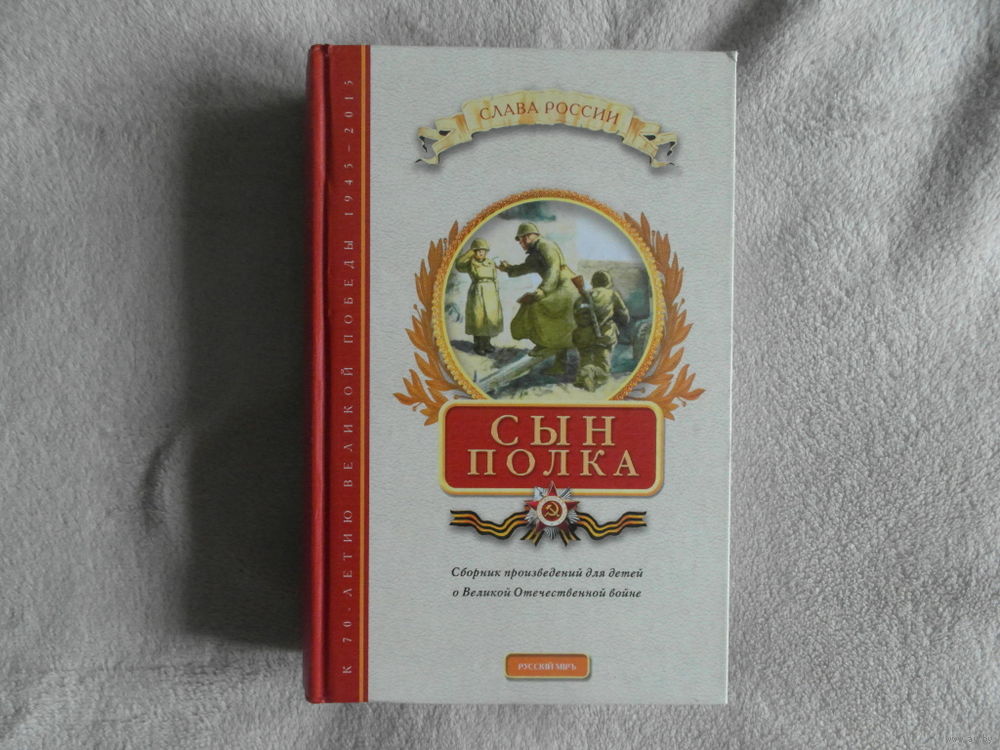 К 70-ЛЕТИЮ ВЕЛИКОЙ ПОБЕДЫ 1945–2015
СЛАВА РОССИИ
СЫН
ПОЛКА
Сборник произведений для детей
о Великой Отечественной войне
РУССКІЙ МІРЪ